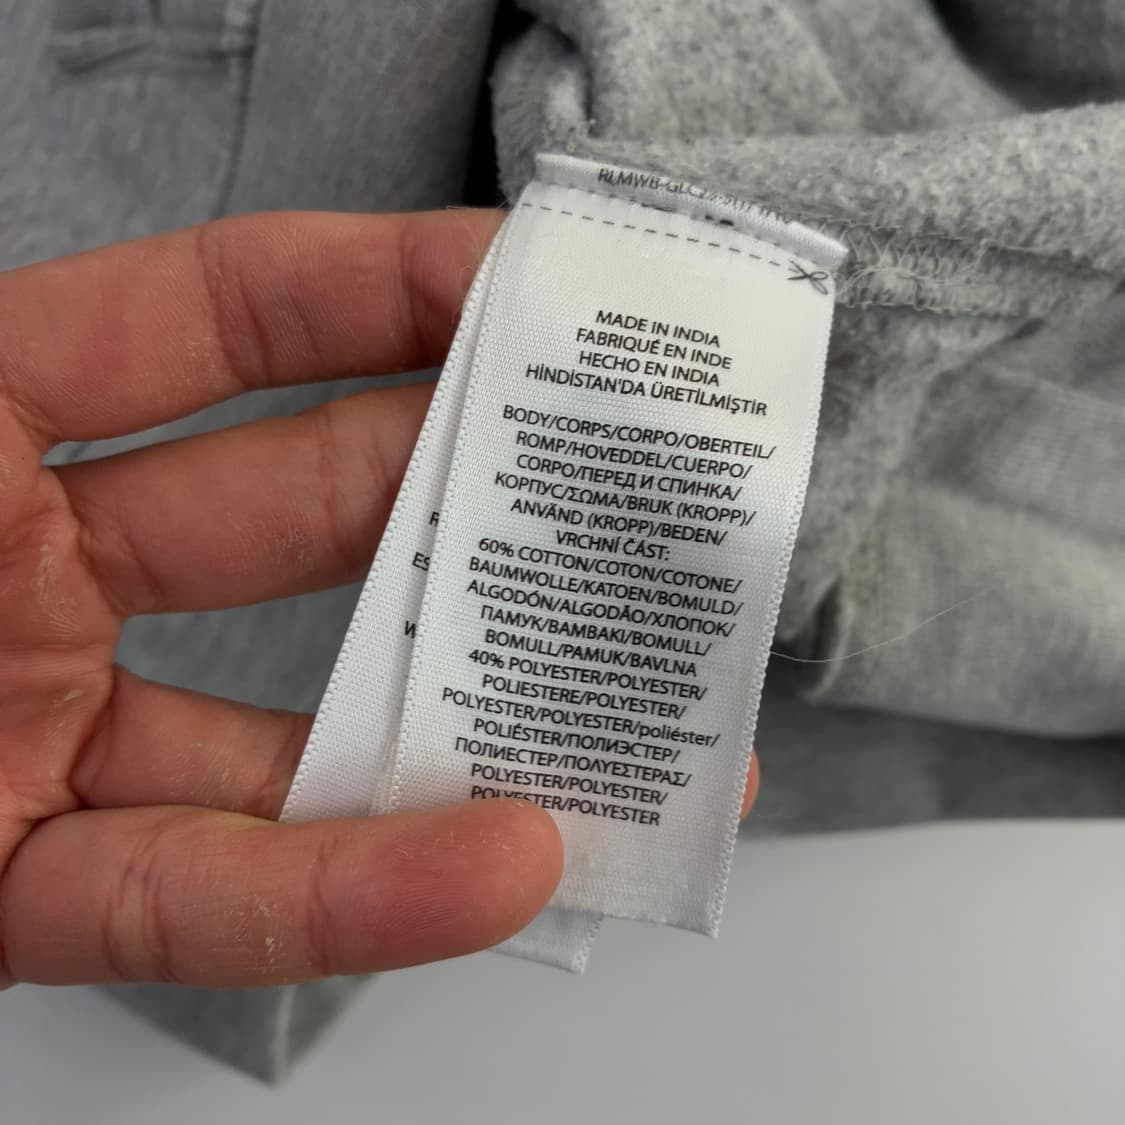 MADE IN INDIA
FABRIQUÉ EN INDE
HECHO EN INDIA
HİNDİSTAN'DA ÜRETİLMİŞTİR
BODY/CORPS/CORPO/OBERTEIL/
ROMP/HOVEDDEL/CUERPO/
CORPO/ПЕРЕД И СПИНКА/
КОРПУС/ΣΩΜΑ/BRUK (KROPP)/
ANVÄND (KROPP)/BEDEN/
VRCHNÍ ČÁST:
60% COTTON/COTON/COTONE/
BAUMWOLLE/KATOEN/BOMULD/
ALGODÓN/ALGODÃO/ХЛОПОК/
ПАМУК/BAMBAKI/BOMULL/
BOMULL/PAMUK/BAVLNA
40% POLYESTER/POLYESTER/
POLIESTERE/POLYESTER/
POLYESTER/POLYESTER/poliéster/
POLIÉSTER/ПОЛИЭСТЕР/
ПОЛИЕСТЕР/ΠΟΛΥΕΣΤΕΡΑΣ/
POLYESTER/POLYESTER/
POLYESTER/POLYESTER